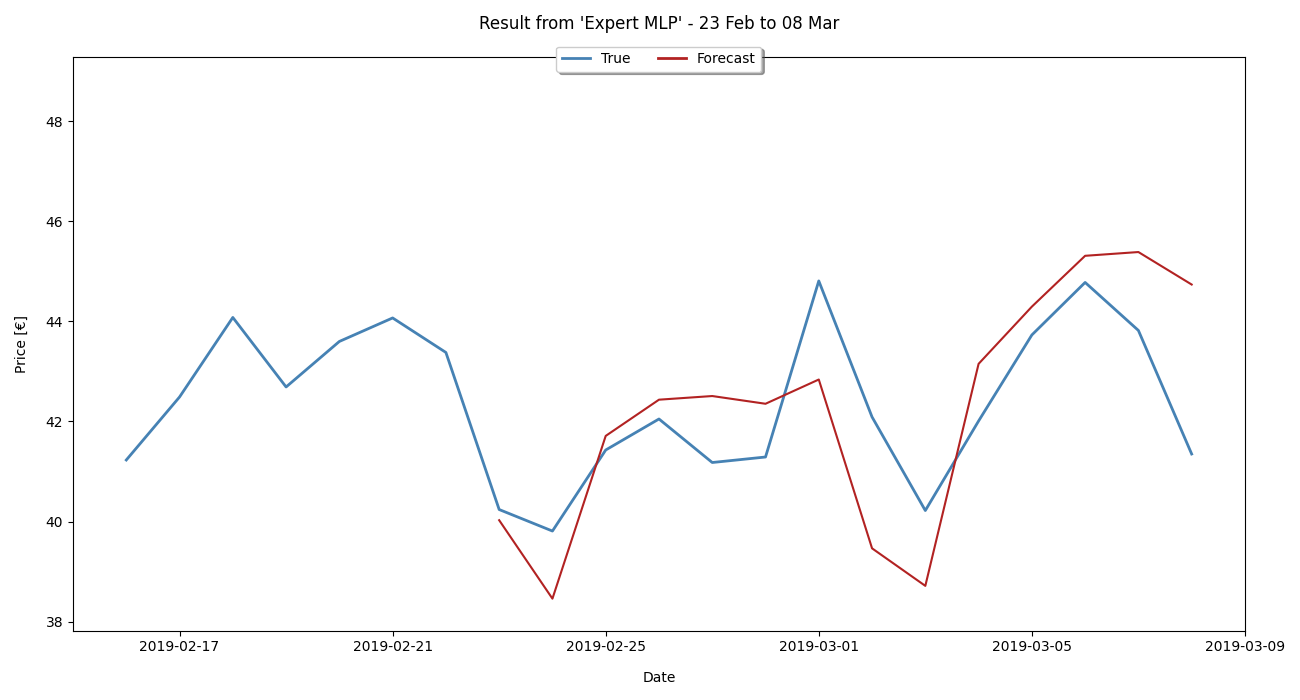 Result from 'Expert MLP' - 23 Feb to 08 Mar
True Forecast
48
46
44
42
40
38
Price [€]
2019-02-17 2019-02-21 2019-02-25 2019-03-01 2019-03-05 2019-03-09
Date